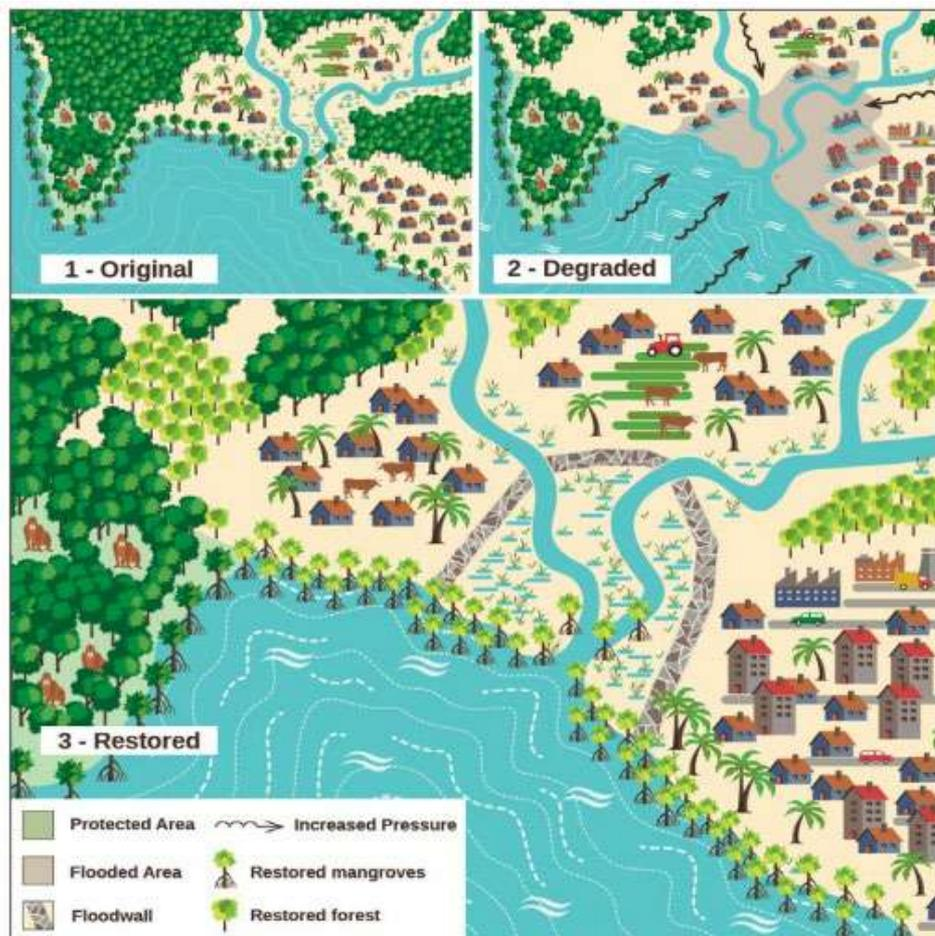 1 - Original
2 - Degraded
3 - Restored
Protected Area
Increased Pressure
Flooded Area
Restored mangroves
Floodwall
Restored forest